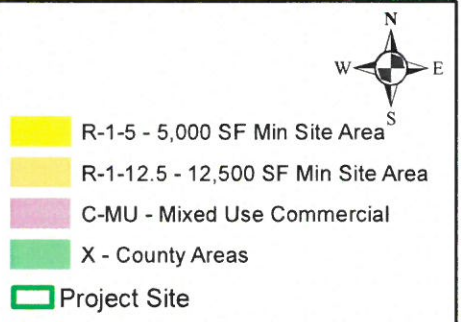 N
W E
S
R-1-5 - 5,000 SF Min Site Area
R-1-12.5 - 12,500 SF Min Site Area
C-MU - Mixed Use Commercial
X - County Areas
Project Site